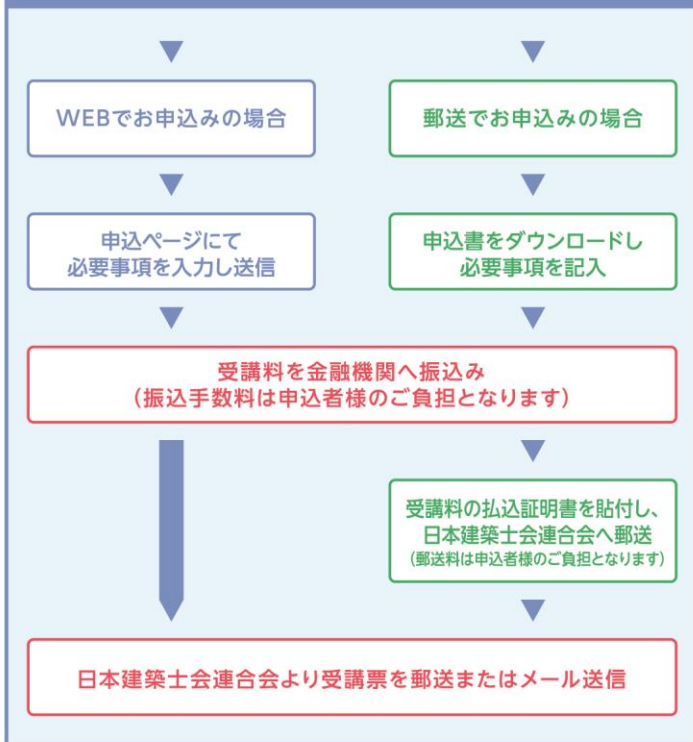 WEBでお申込みの場合
郵送でお申込みの場合
申込ページにて
必要事項を入力し送信
申込書をダウンロードし
必要事項を記入
受講料を金融機関へ振込み
（振込手数料は申込者様のご負担となります）
受講料の払込証明書を貼付し、
日本建築士会連合会へ郵送
（郵送料は申込者様のご負担となります）
日本建築士会連合会より受講票を郵送またはメール送信